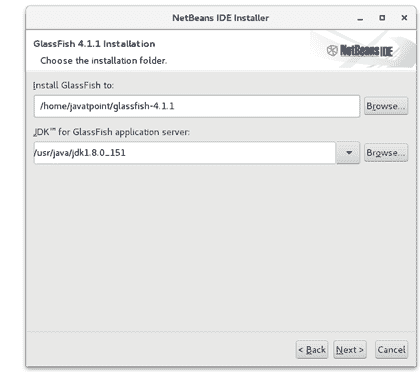 NetBeans IDE Installer
GlassFish 4.1.1 Installation
Choose the installation folder.
NetBeans IDE
Install GlassFish to:
/home/javatpoint/glassfish-4.1.1
Browse...
JDK™ for GlassFish application server:
/usr/java/jdk1.8.0_151
Browse...
< Back Next > Cancel